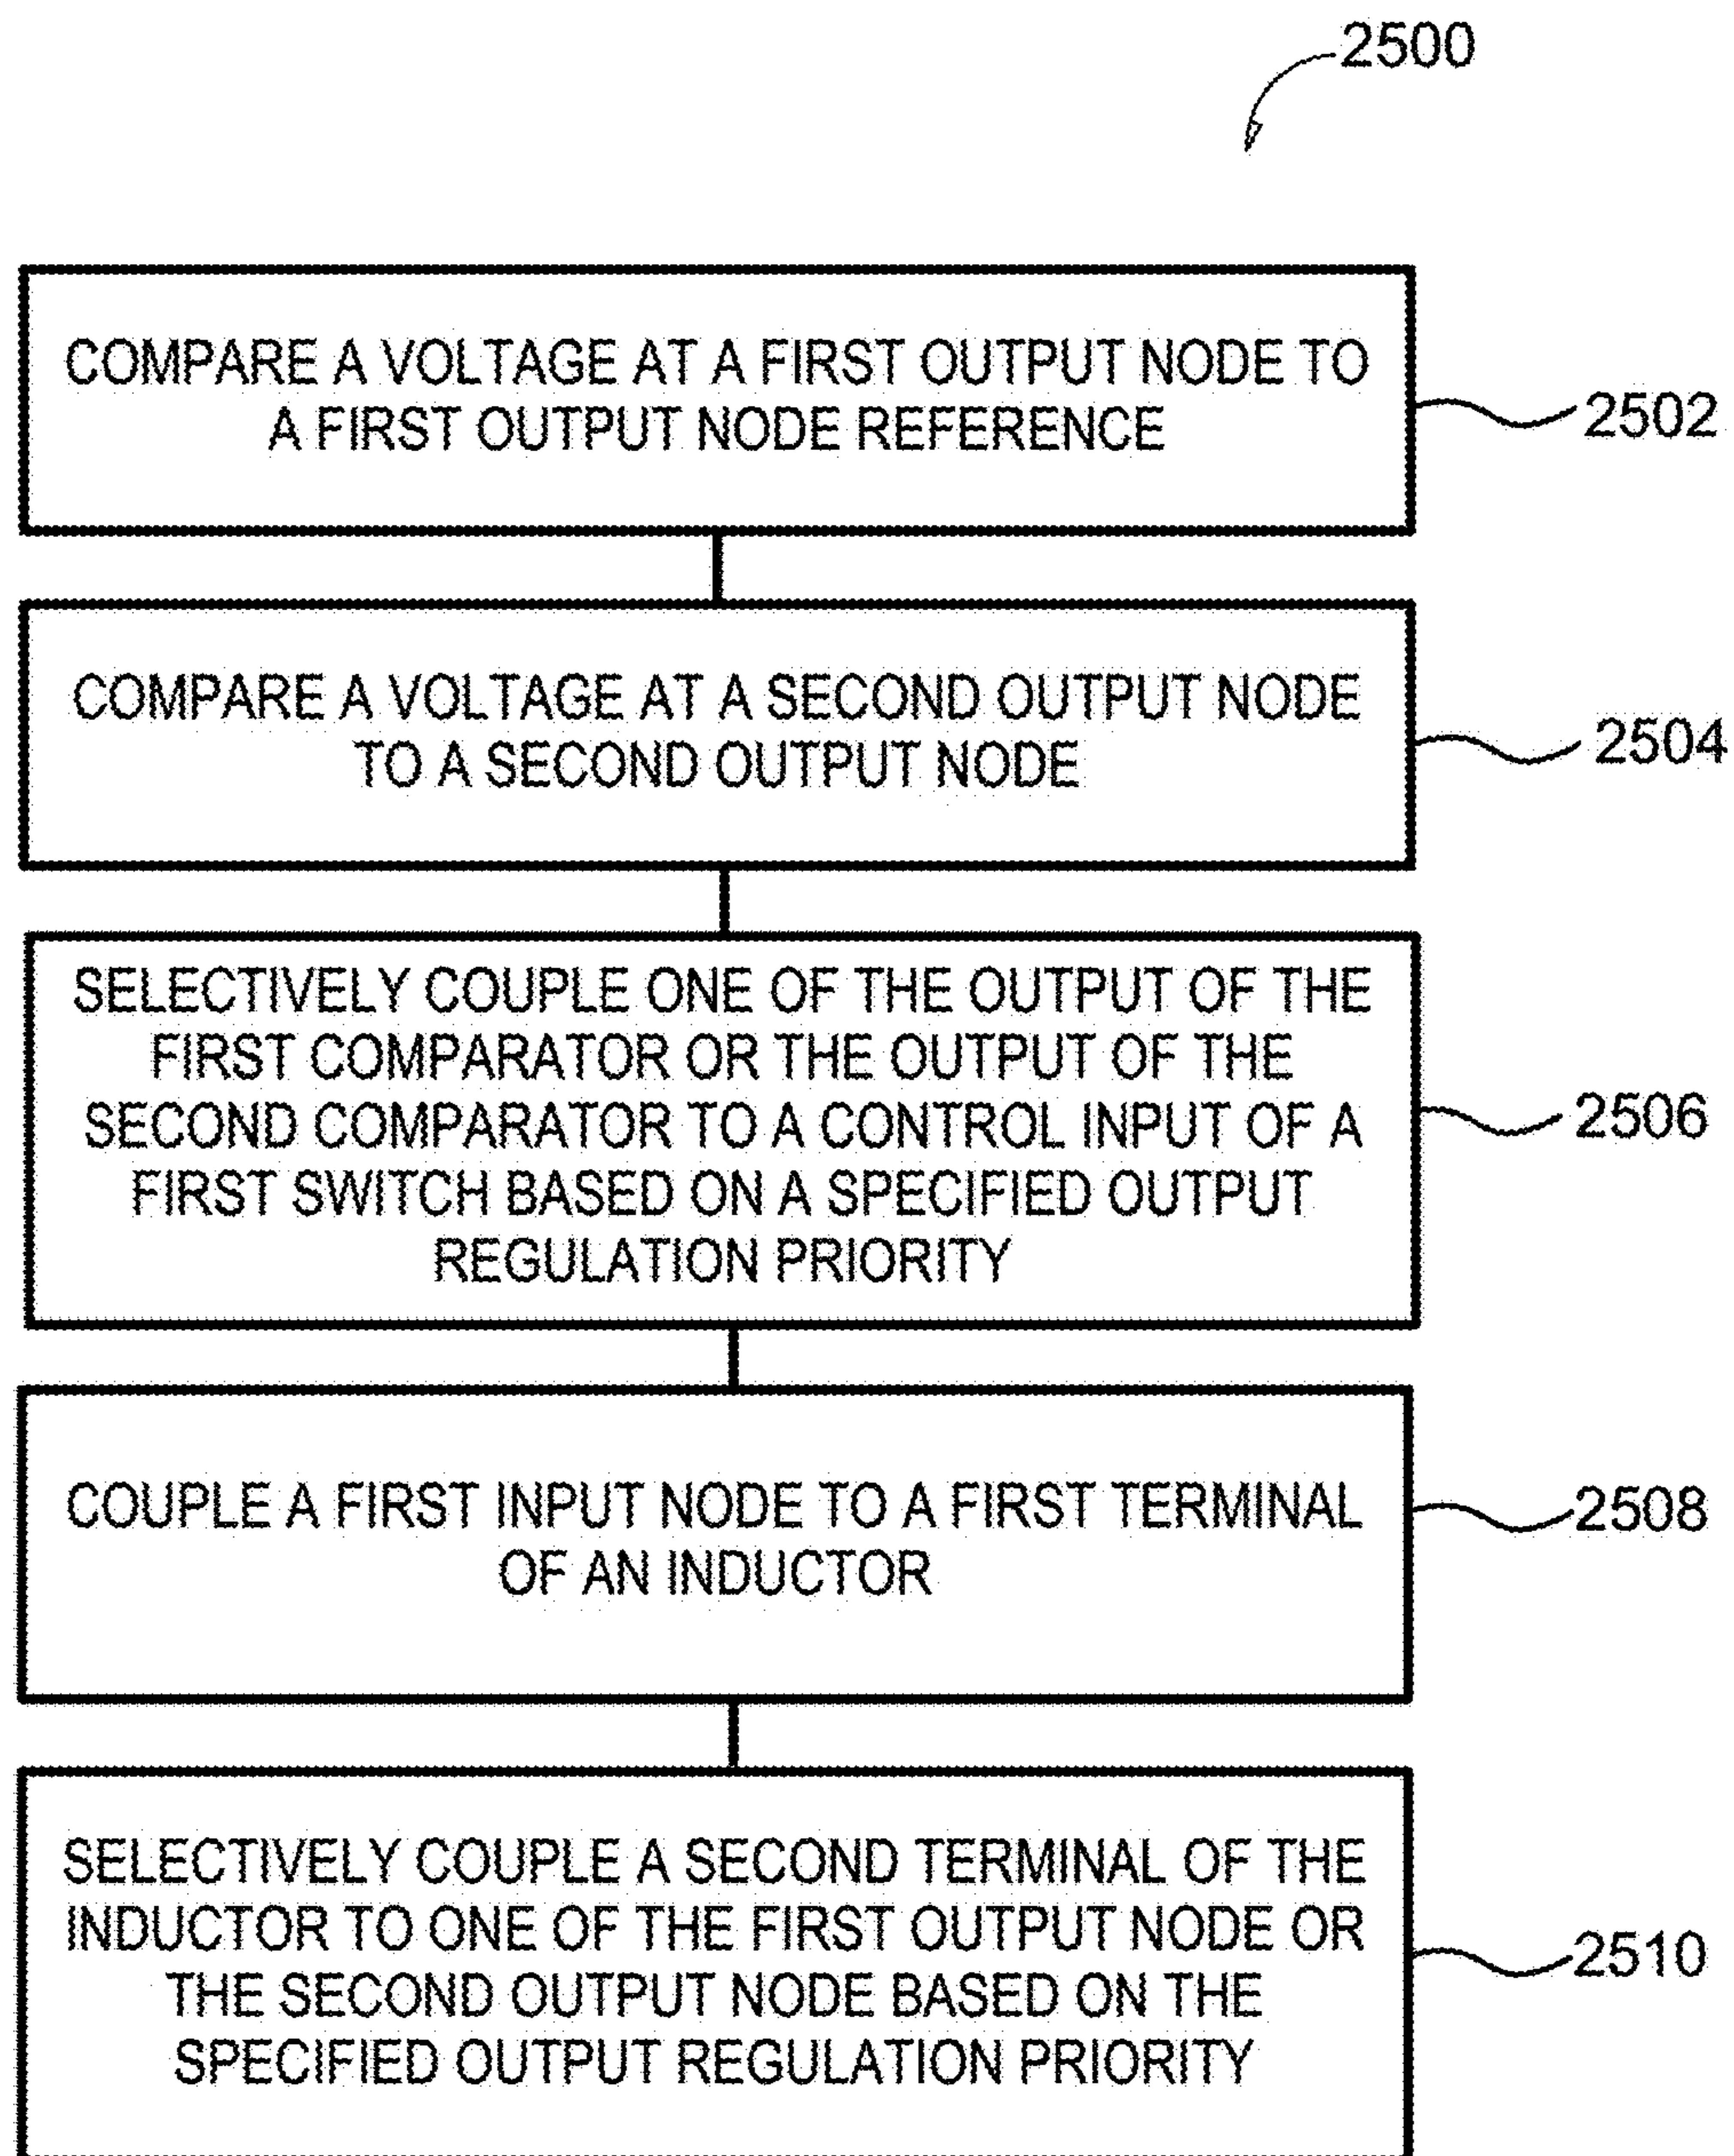 2500
COMPARE A VOLTAGE AT A FIRST OUTPUT NODE TO
A FIRST OUTPUT NODE REFERENCE
2502
COMPARE A VOLTAGE AT A SECOND OUTPUT NODE
TO A SECOND OUTPUT NODE
2504
SELECTIVELY COUPLE ONE OF THE OUTPUT OF THE
FIRST COMPARATOR OR THE OUTPUT OF THE
SECOND COMPARATOR TO A CONTROL INPUT OF A
FIRST SWITCH BASED ON A SPECIFIED OUTPUT
REGULATION PRIORITY
2506
COUPLE A FIRST INPUT NODE TO A FIRST TERMINAL
OF AN INDUCTOR
2508
SELECTIVELY COUPLE A SECOND TERMINAL OF THE
INDUCTOR TO ONE OF THE FIRST OUTPUT NODE OR
THE SECOND OUTPUT NODE BASED ON THE
SPECIFIED OUTPUT REGULATION PRIORITY
2510